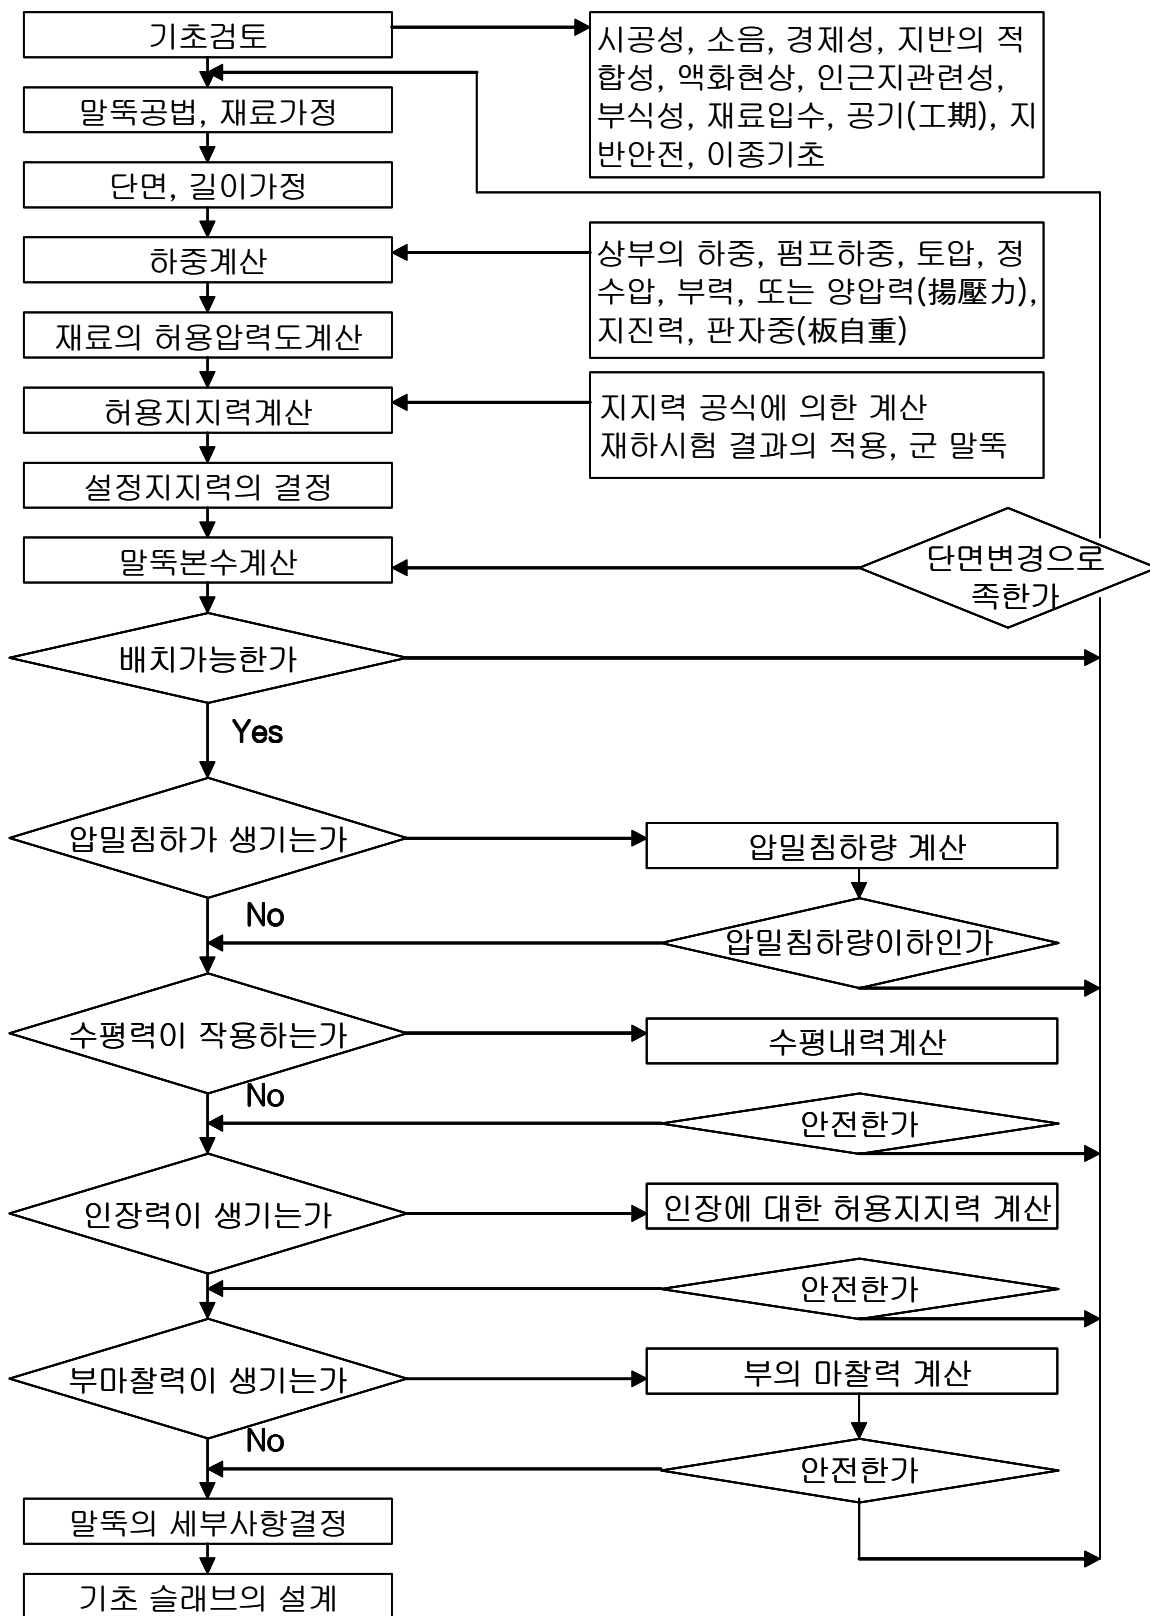 기초검토
시공성, 소음, 경제성, 지반의 적
합성, 액화현상, 인근지관련성,
부식성, 재료입수, 공기(工期), 지
반안전, 이종기초
말뚝공법, 재료가정
단면, 길이가정
하중계산
상부의 하중, 펌프하중, 토압, 정
수압, 부력, 또는 양압력(揚壓力),
지진력, 판자중(板自重)
재료의 허용압력도계산
허용지지력계산
지지력 공식에 의한 계산
재하시험 결과의 적용, 군 말뚝
설정지지력의 결정
말뚝본수계산
단면변경으로
족한가
배치가능한가
Yes
압밀침하가 생기는가
압밀침하량 계산
No
압밀침하량이하인가
수평력이 작용하는가
수평내력계산
No
안전한가
인장력이 생기는가
인장에 대한 허용지지력 계산
안전한가
부마찰력이 생기는가
부의 마찰력 계산
No
안전한가
말뚝의 세부사항결정
기초 슬래브의 설계